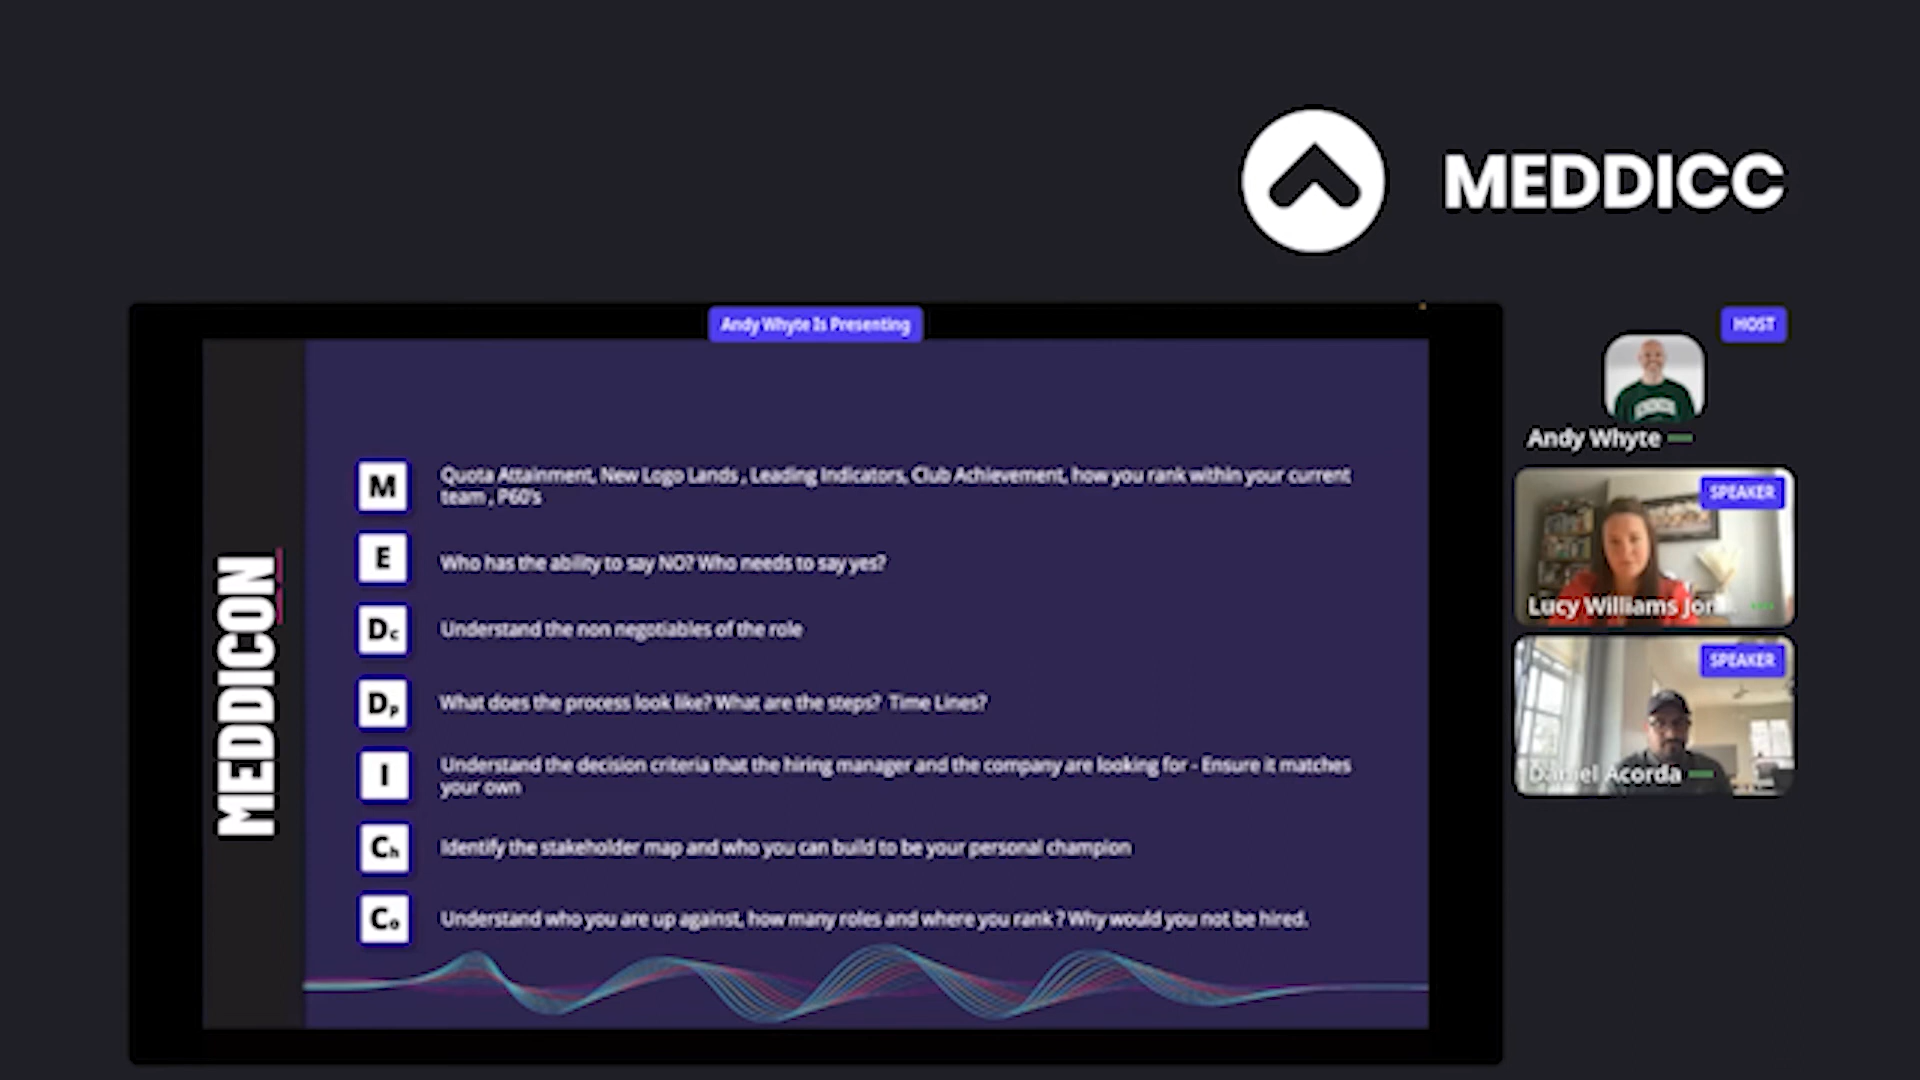 MEDDICC
Andy Whyte Is Presenting
HOST
Andy Whyte
SPEAKER
Lucy Williams Jon...
SPEAKER
Daniel Acorda
MEDDICON
M
Quota Attainment, New Logo Lands , Leading Indicators, Club Achievement, how you rank within your current
team , P60's
E
Who has the ability to say NO? Who needs to say yes?
Dc
Understand the non negotiables of the role
Dp
What does the process look like? What are the steps?  Time Lines?
I
Understand the decision criteria that the hiring manager and the company are looking for - Ensure it matches
your own
Ch
Identify the stakeholder map and who you can build to be your personal champion
Co
Understand who you are up against, how many roles and where you rank ? Why would you not be hired.